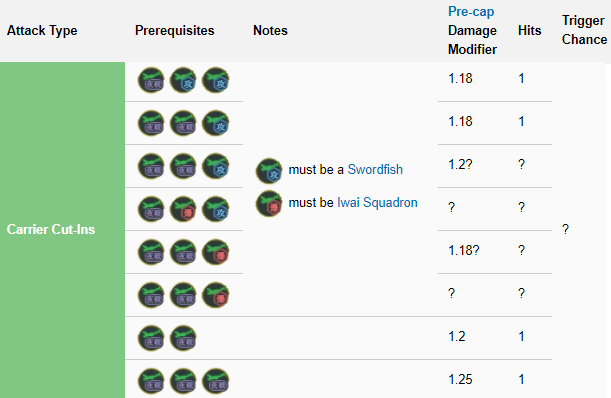 Attack Type Prerequisites Notes Pre-cap Damage Modifier Hits Trigger Chance
Carrier Cut-Ins
夜戦 攻 攻 1.18 1
夜戦 夜戦 攻 1.18 1
夜戦 夜戦 攻 1.2? ?
攻 must be a Swordfish
爆 must be Iwai Squadron
夜戦 爆 攻 ? ?
?
夜戦 夜戦 爆 1.18? ?
夜戦 夜戦 爆 ? ?
夜戦 夜戦 1.2 1
夜戦 夜戦 夜戦 1.25 1